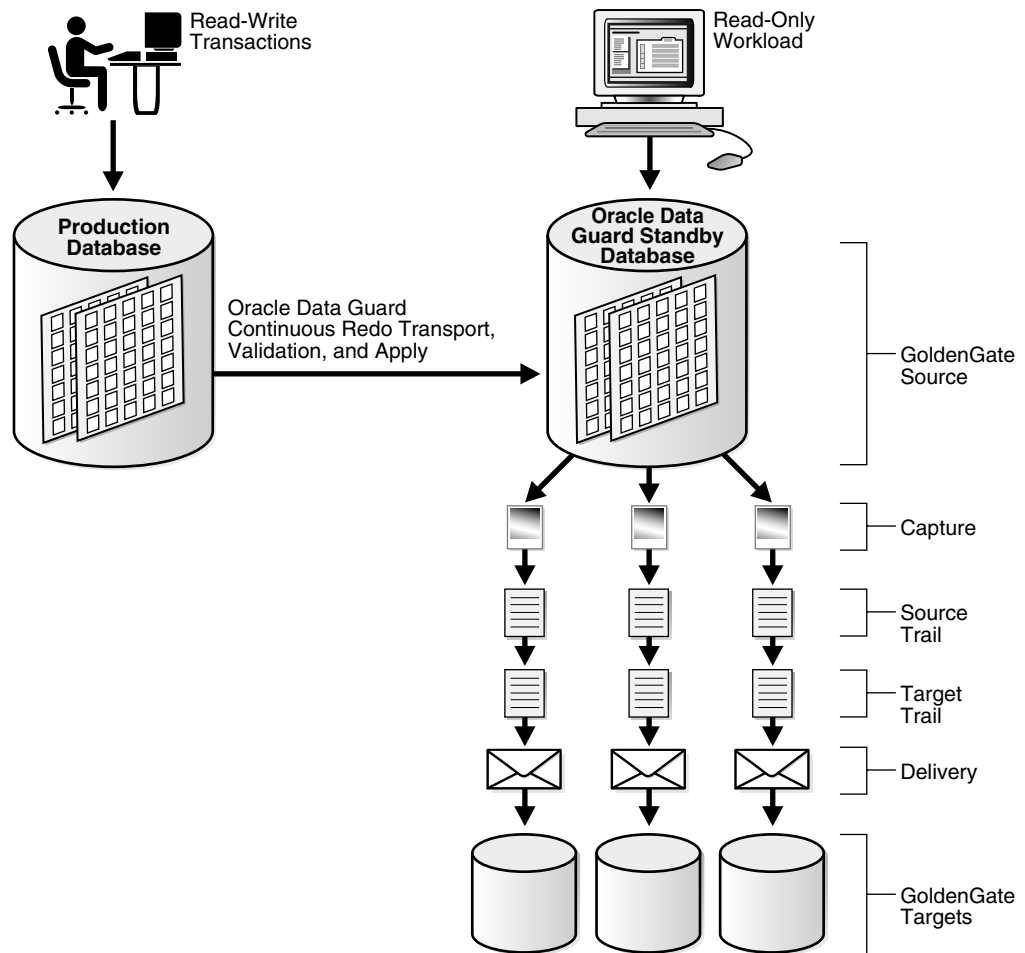 Read-Write
Transactions
Read-Only
Workload
Production
Database
Oracle Data
Guard Standby
Database
Oracle Data Guard
Continuous Redo Transport,
Validation, and Apply
GoldenGate
Source
Capture
Source
Trail
Target
Trail
Delivery
GoldenGate
Targets